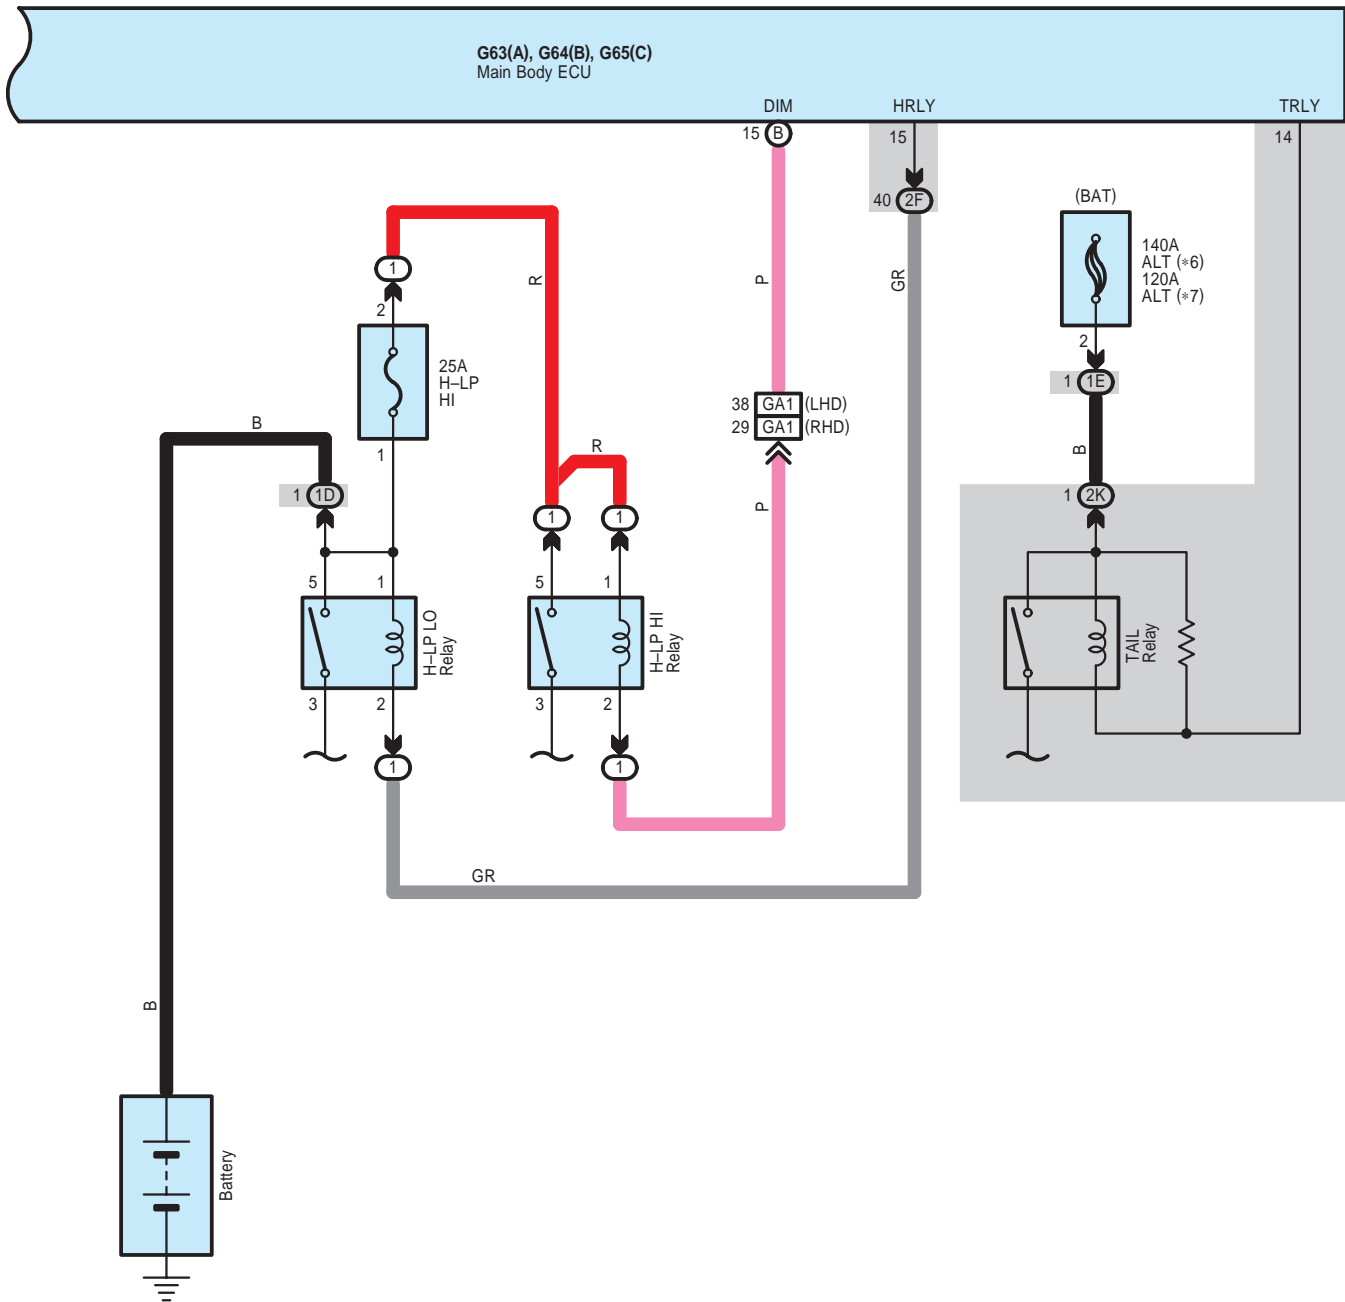 G63(A), G64(B), G65(C)
Main Body ECU
DIM
HRLY
TRLY
15 B
15
14
40 2F
(BAT)
140A
ALT (∗6)
120A
ALT (∗7)
1
2
R
P
GR
25A
H–LP
HI
2
1 1E
38 GA1 (LHD)
29 GA1 (RHD)
B
1
R
B
1 1D
1 2K
1
1
P
5
1
5
1
H–LP LO
Relay
H–LP HI
Relay
TAIL
Relay
3
2
3
2
1
1
GR
B
Battery